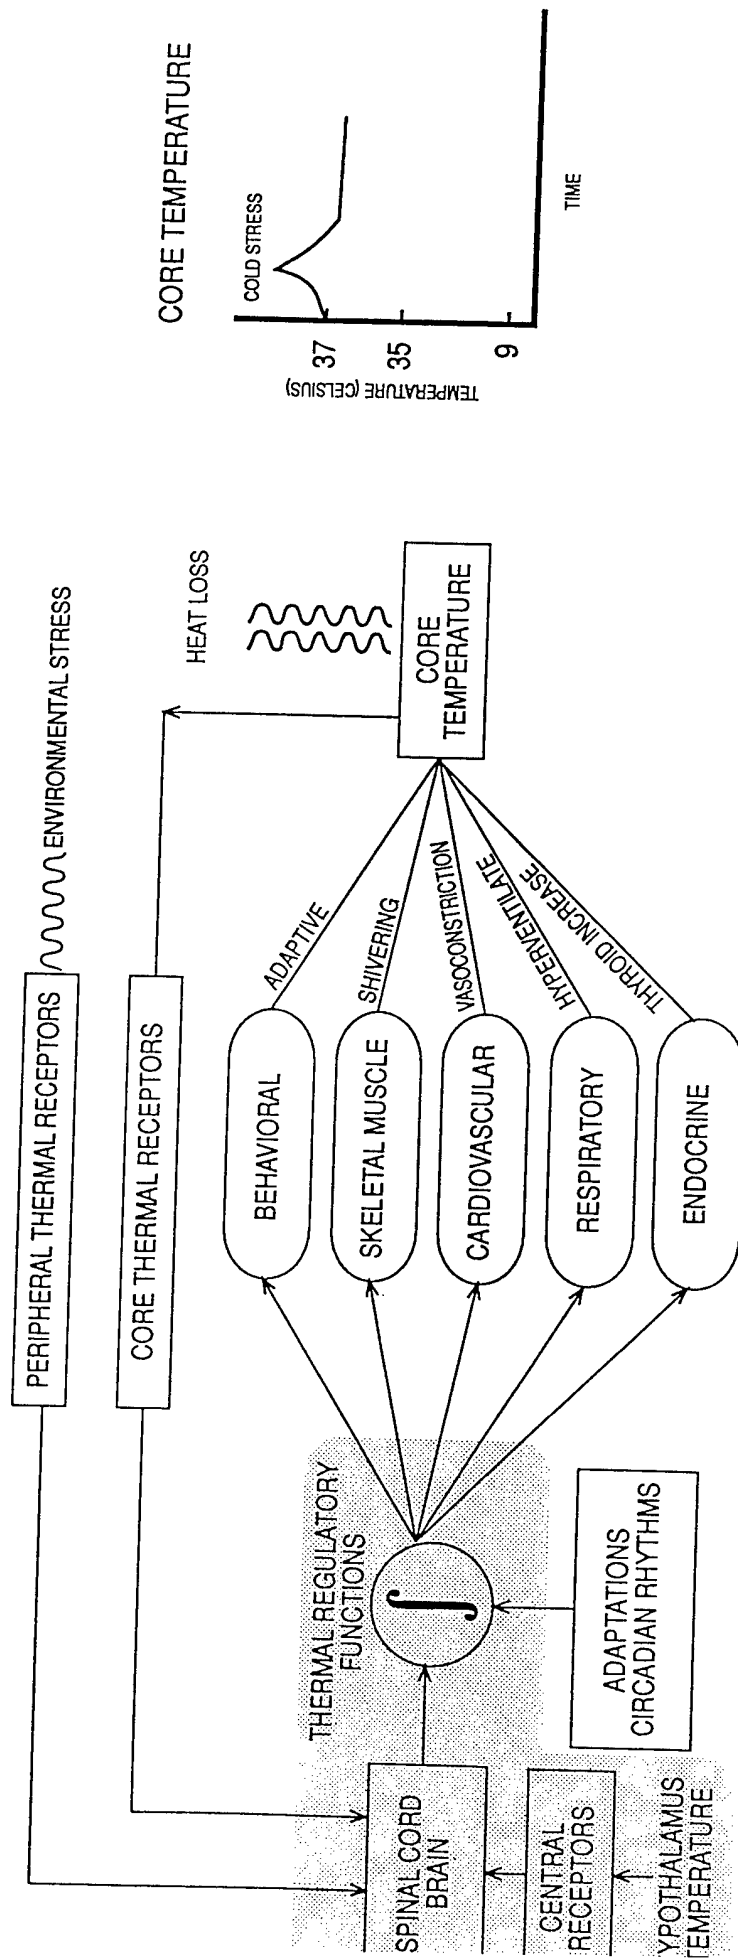 PERIPHERAL THERMAL RECEPTORS
ENVIRONMENTAL STRESS
CORE THERMAL RECEPTORS
HEAT LOSS
THERMAL REGULATORY
FUNCTIONS
SPINAL CORD
BRAIN
CENTRAL
RECEPTORS
YPOTHALAMUS
TEMPERATURE
∫
ADAPTATIONS
CIRCADIAN RHYTHMS
BEHAVIORAL
ADAPTIVE
SKELETAL MUSCLE
SHIVERING
CARDIOVASCULAR
VASOCONSTRICTION
RESPIRATORY
HYPERVENTILATE
ENDOCRINE
THYROID INCREASE
CORE
TEMPERATURE
CORE TEMPERATURE
COLD STRESS
37
35
9
TEMPERATURE (CELSIUS)
TIME